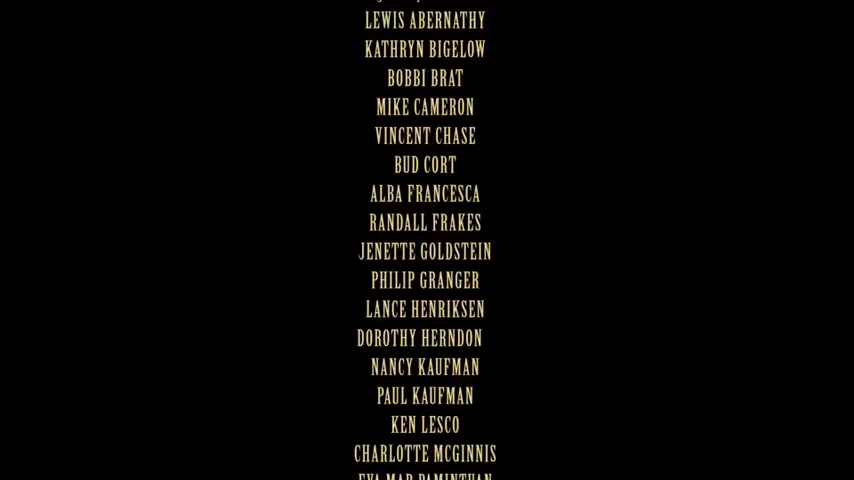 LEWIS ABERNATHY
KATHRYN BIGELOW
BOBBI BRAT
MIKE CAMERON
VINCENT CHASE
BUD CORT
ALBA FRANCESCA
RANDALL FRAKES
JENETTE GOLDSTEIN
PHILIP GRANGER
LANCE HENRIKSEN
DOROTHY HERNDON
NANCY KAUFMAN
PAUL KAUFMAN
KEN LESCO
CHARLOTTE MCGINNIS